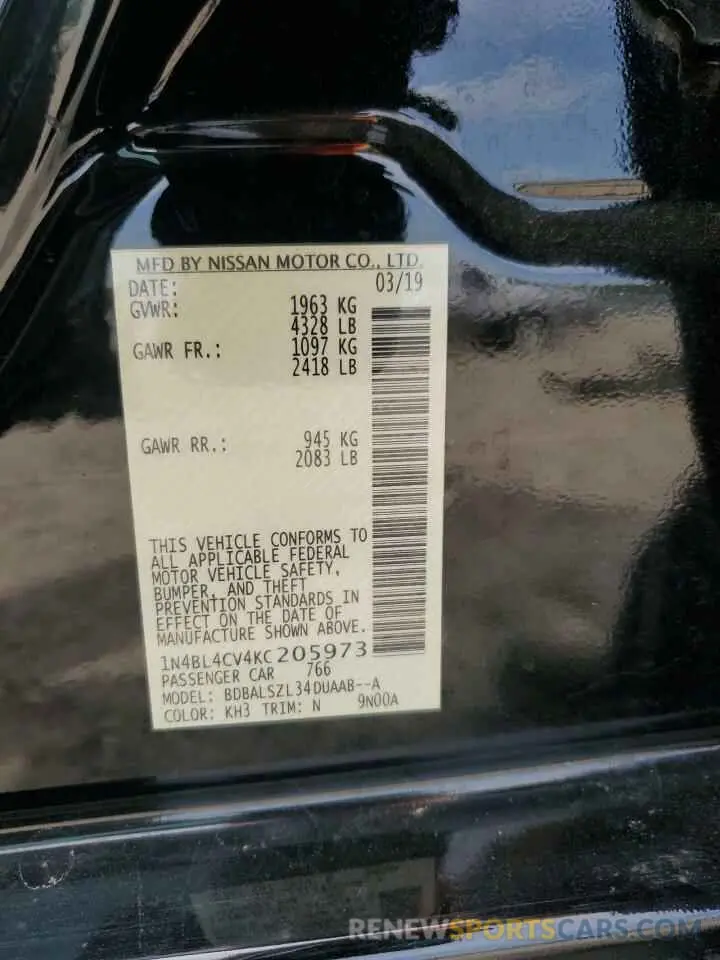 MFD BY NISSAN MOTOR CO., LTD.
DATE: 03/19
GVWR: 1963 KG
4328 LB
GAWR FR.: 1097 KG
2418 LB
GAWR RR.: 945 KG
2083 LB
THIS VEHICLE CONFORMS TO
ALL APPLICABLE FEDERAL
MOTOR VEHICLE SAFETY,
BUMPER, AND THEFT
PREVENTION STANDARDS IN
EFFECT ON THE DATE OF
MANUFACTURE SHOWN ABOVE.
1N4BL4CV4KC205973
PASSENGER CAR 766
MODEL: BDBALSZL34DUAAB--A
COLOR: KH3 TRIM: N 9N00A
RENEWSPORTSCARS.COM